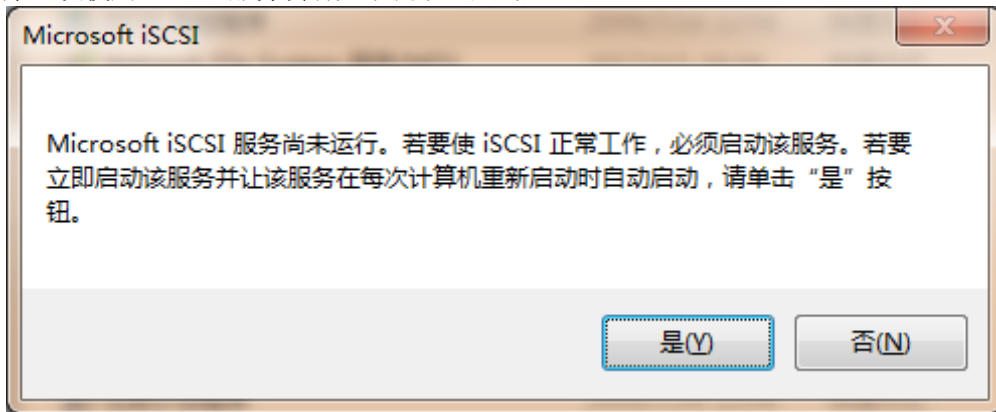 Microsoft iSCSI
Microsoft iSCSI 服务尚未运行。若要使 iSCSI 正常工作，必须启动该服务。若要
立即启动该服务并让该服务在每次计算机重新启动时自动启动，请单击“是”按
钮。
是(Y)
否(N)